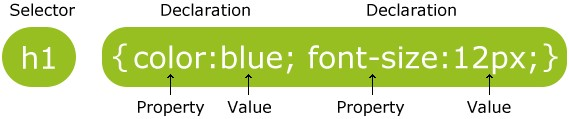 Selector Declaration Declaration
h1 {color:blue; font-size:12px;}
Property Value Property Value